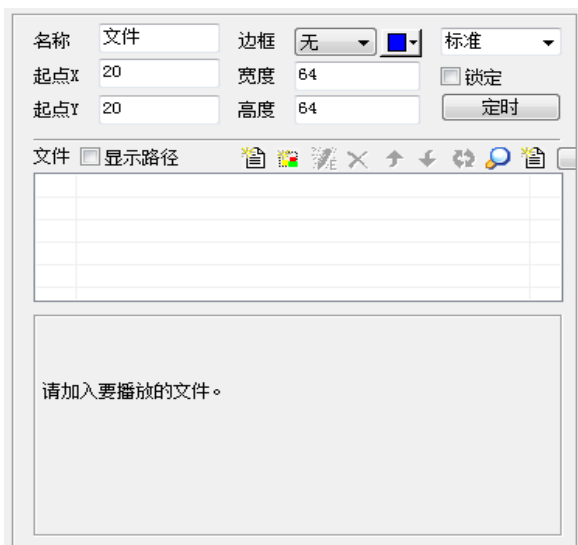 名称 文件 边框 无 标准
起点X 20 宽度 64 锁定
起点Y 20 高度 64 定时
文件 显示路径
请加入要播放的文件。